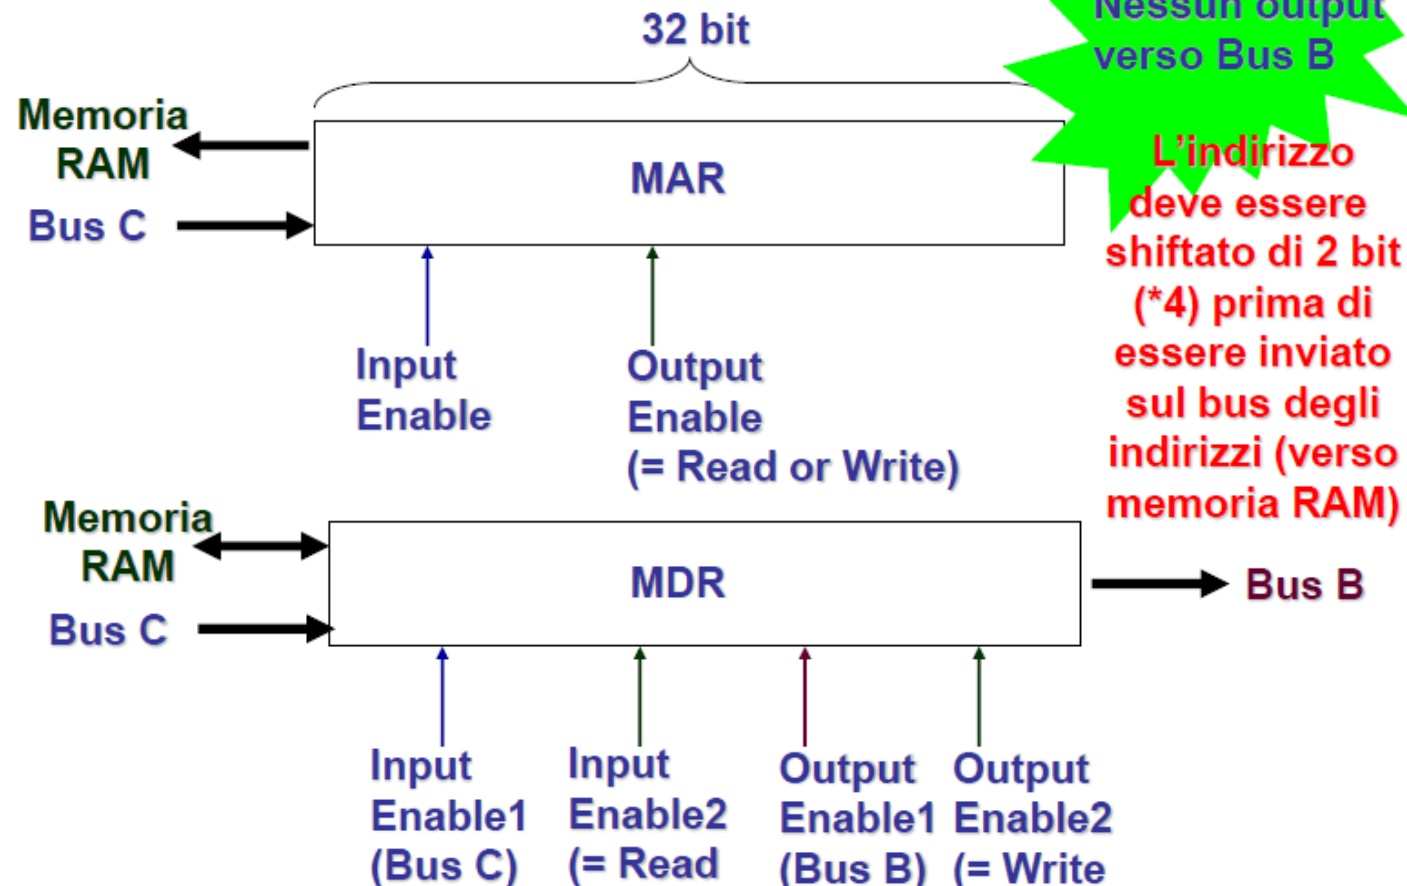 32 bit
Nessun output
verso Bus B
Memoria
RAM
MAR
Bus C
L'indirizzo
deve essere
shiftato di 2 bit
(*4) prima di
essere inviato
sul bus degli
indirizzi (verso
memoria RAM)
Input
Enable
Output
Enable
(= Read or Write)
Memoria
RAM
MDR
Bus B
Bus C
Input
Enable1
(Bus C)
Input
Enable2
(= Read
Output
Enable1
(Bus B)
Output
Enable2
(= Write